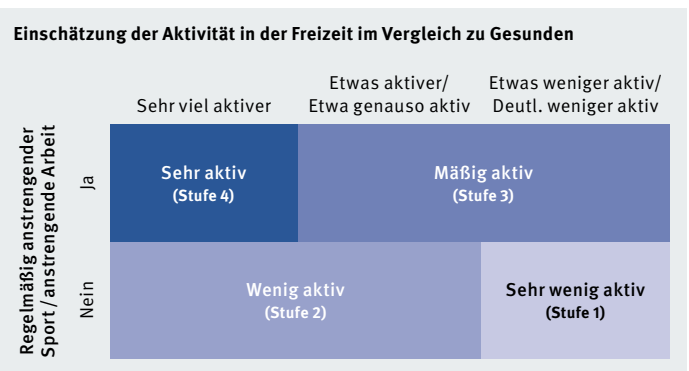 Einschätzung der Aktivität in der Freizeit im Vergleich zu Gesunden
Sehr viel aktiver
Etwas aktiver/
Etwa genauso aktiv
Etwas weniger aktiv/
Deutl. weniger aktiv
Regelmäßig anstrengender
Sport / anstrengende Arbeit
Ja
Sehr aktiv
(Stufe 4)
Mäßig aktiv
(Stufe 3)
Nein
Wenig aktiv
(Stufe 2)
Sehr wenig aktiv
(Stufe 1)